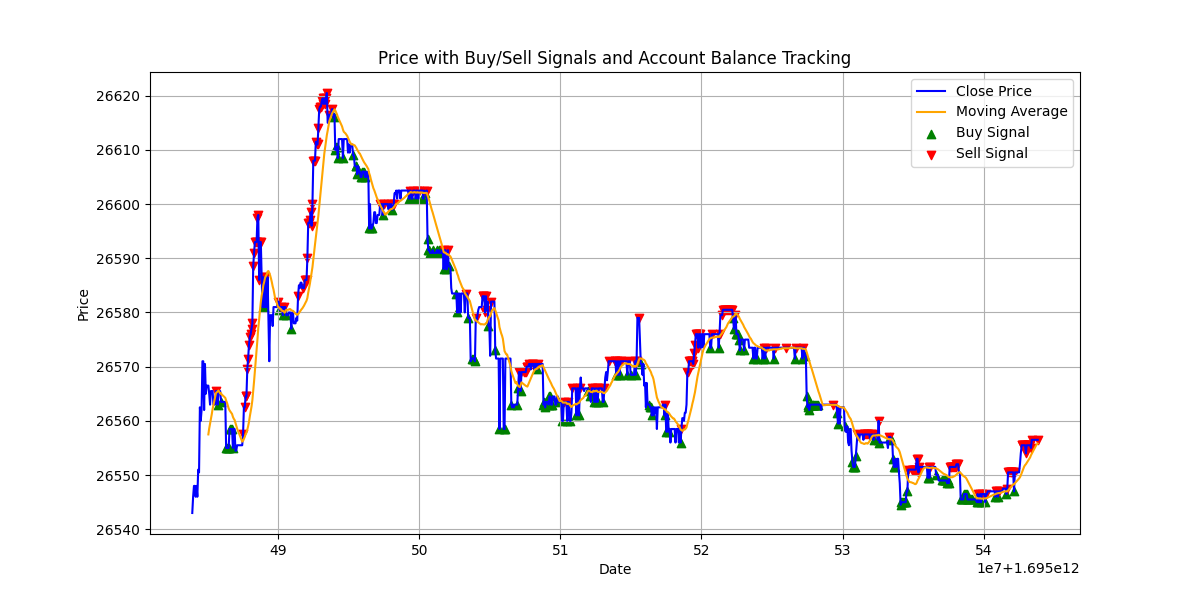 Price with Buy/Sell Signals and Account Balance Tracking
Close Price
Moving Average
Buy Signal
Sell Signal
Price
26620
26610
26600
26590
26580
26570
26560
26550
26540
49 50 51 52 53 54
Date
1e7+1.695e12